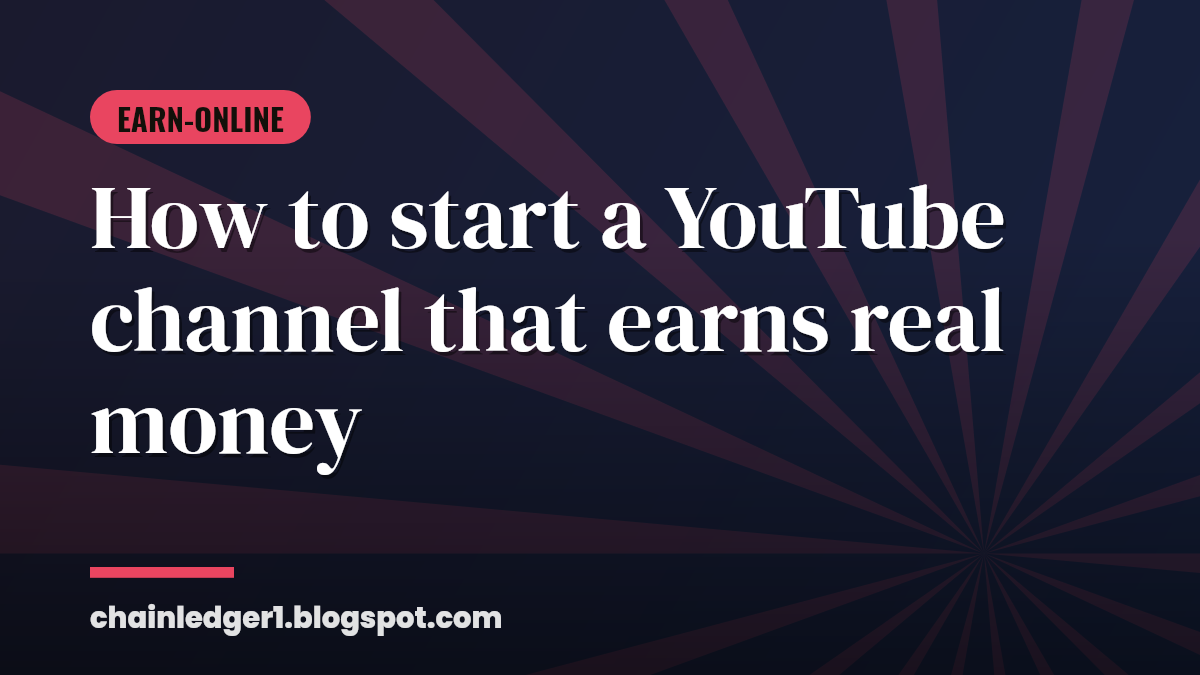 EARN-ONLINE
How to start a YouTube
channel that earns real
money
chainledger1.blogspot.com